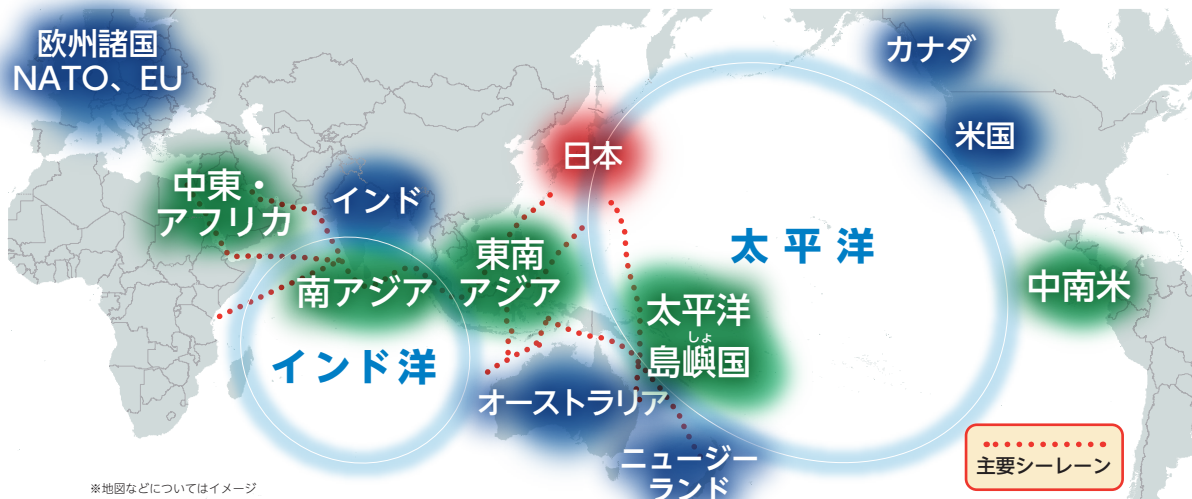 欧州諸国
NATO、EU
カナダ
米国
日本
中東・
アフリカ
インド
太平洋
東南
アジア
南アジア
中南米
太平洋
しょ
島嶼国
インド洋
オーストラリア
ニュージー
ランド
主要シーレーン
※地図などについてはイメージ